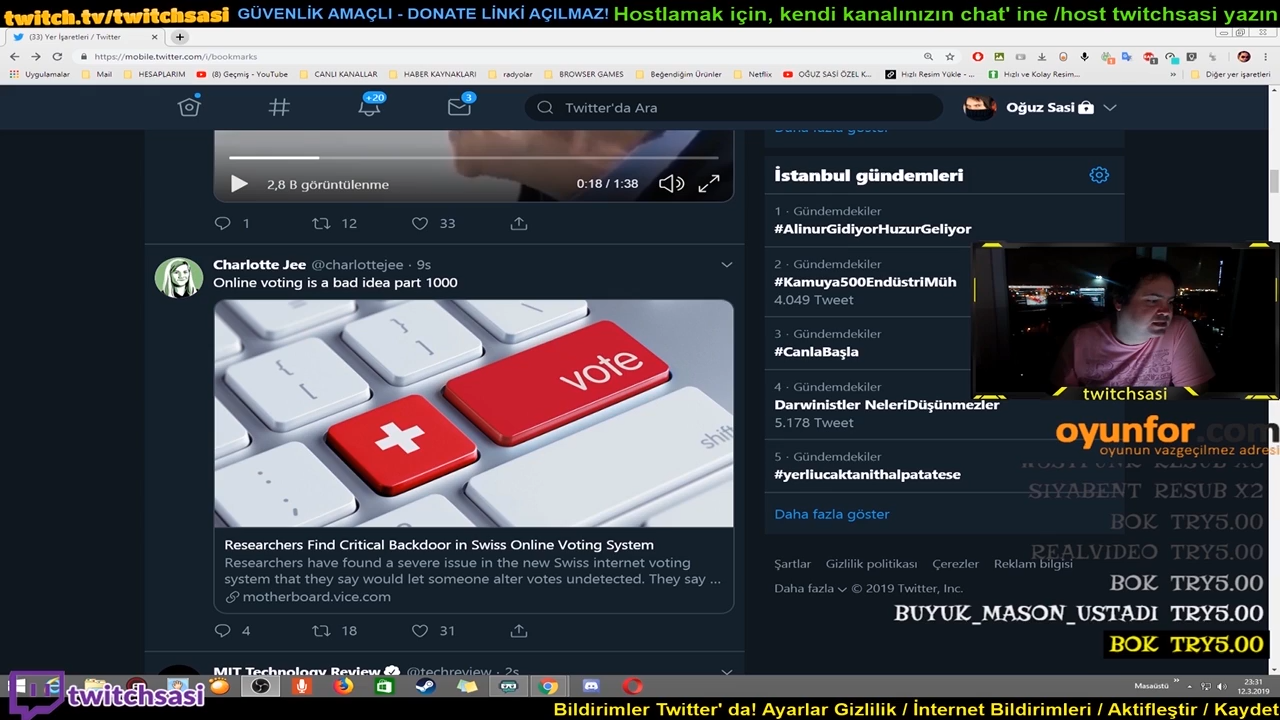 twitch.tv/twitchsasi GÜVENLİK AMAÇLI - DONATE LİNKİ AÇILMAZ! Hostlamak için, kendi kanalınızın chat' ine /host twitchsasi yazın
(33) Yer İşaretleri / Twitter
https://mobile.twitter.com/i/bookmarks
Uygulamalar Mail HESAPLARIM (8) Geçmiş - YouTube CANLI KANALLAR HABER KAYNAKLARI radyolar BROWSER GAMES Beğendiğim Ürünler Netflix OĞUZ SASİ ÖZEL K... Hızlı Resim Yükle - ... Hızlı ve Kolay Resim... » Diğer yer işaretleri
+20 3 Twitter'da Ara Oğuz Sasi
2,8 B görüntülenme 0:18 / 1:38
1 12 33
Charlotte Jee @charlottejee · 9s
Online voting is a bad idea part 1000
vote
shift
Researchers Find Critical Backdoor in Swiss Online Voting System
Researchers have found a severe issue in the new Swiss internet voting
system that they say would let someone alter votes undetected. They say ...
motherboard.vice.com
4 18 31
MIT Technology Review @techreview · 2s
Daha fazla göster
İstanbul gündemleri
1 · Gündemdekiler
#AlinurGidiyorHuzurGeliyor
2 · Gündemdekiler
#Kamuya500EndüstriMüh
4.049 Tweet
3 · Gündemdekiler
#CanlaBaşla
4 · Gündemdekiler
Darwinistler NeleriDüşünmezler
5.178 Tweet
5 · Gündemdekiler
#yerliucaktanithalpatatese
Daha fazla göster
Şartlar Gizlilik politikası Çerezler Reklam bilgisi
Daha fazla © 2019 Twitter, Inc.
twitchsasi
oyunfor.com
oyunun vazgeçilmez adresi
SIYABENT RESUB X2
BOK TRY5.00
REALVIDEO TRY5.00
BOK TRY5.00
BUYUK_MASON_USTADI TRY5.00
BOK TRY5.00
twitchsasi
Masaüstü » 23:31
12.3.2019
Bildirimler Twitter' da! Ayarlar Gizlilik / İnternet Bildirimleri / Aktifleştir / Kaydet